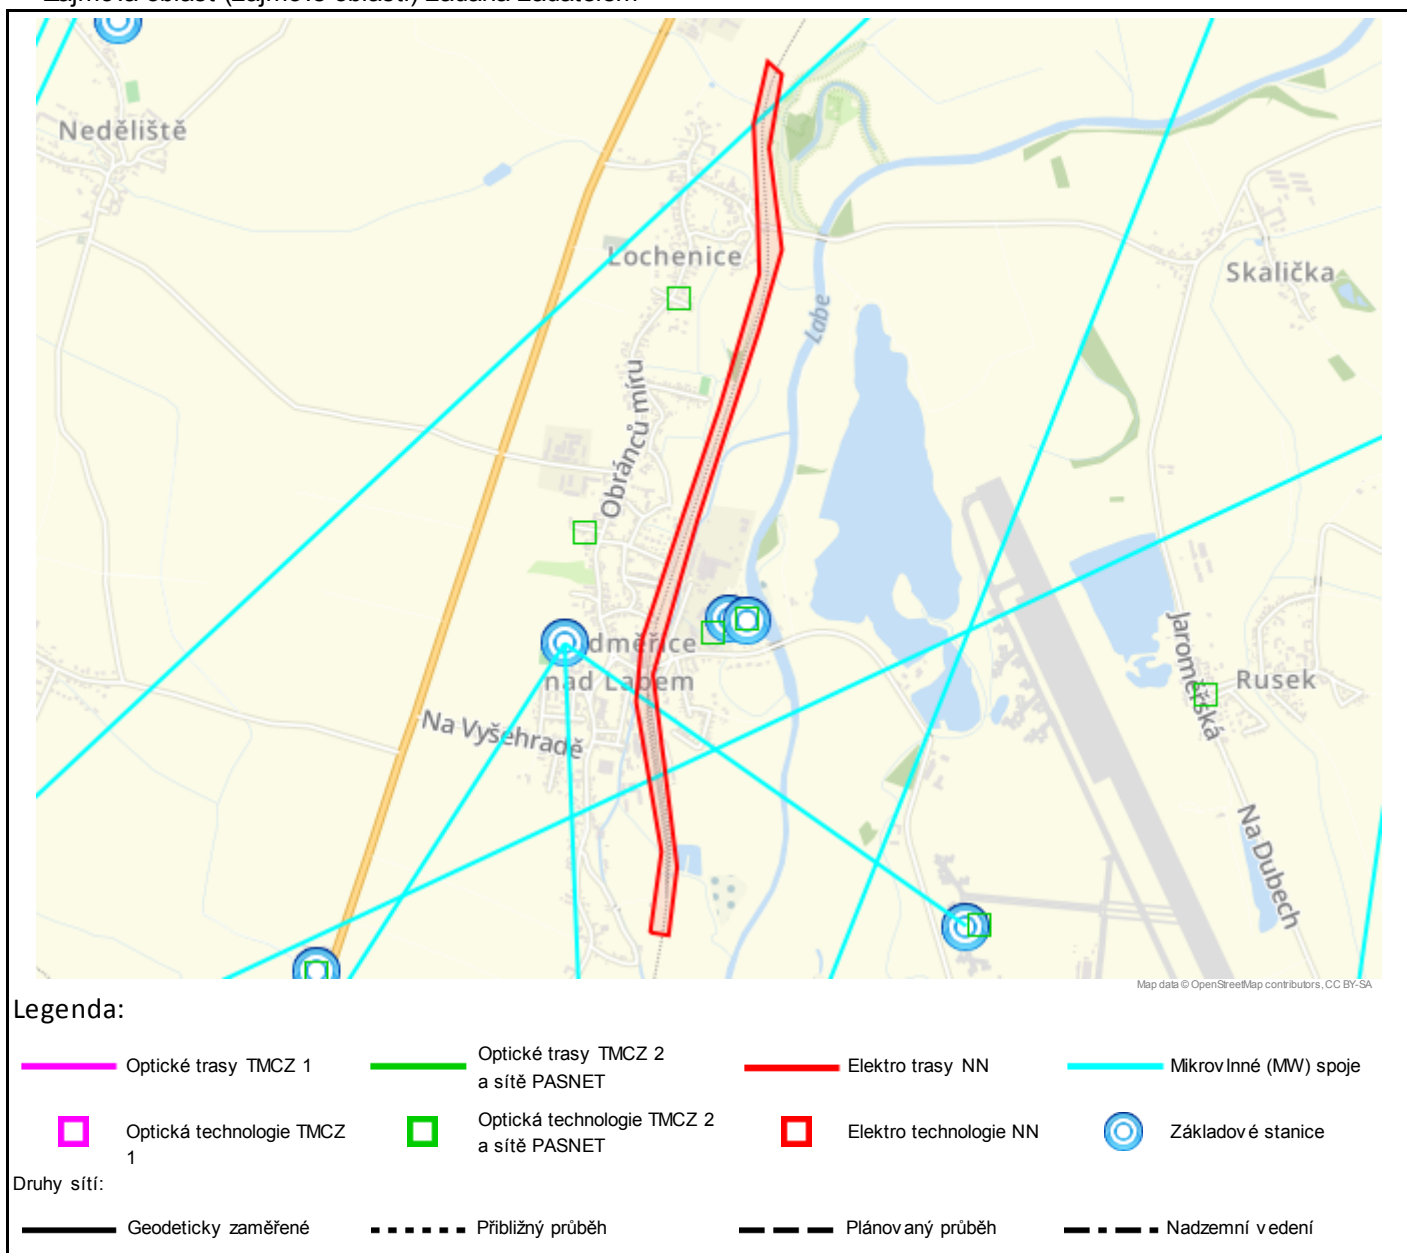 Neděliště
Lochenice
Skalička
Labe
Obránců míru
dměřice
nad Labem
Na Vyšehradě
Jaroměřská
Rusek
Na Dubech
Map data © OpenStreetMap contributors, CC BY-SA
Legenda:
Optické trasy TMCZ 1
Optické trasy TMCZ 2
a sítě PASNET
Elektro trasy NN
Mikrovlnné (MW) spoje
Optická technologie TMCZ
1
Optická technologie TMCZ 2
a sítě PASNET
Elektro technologie NN
Základové stanice
Druhy sítí:
Geodeticky zaměřené
Přibližný průběh
Plánovaný průběh
Nadzemní vedení